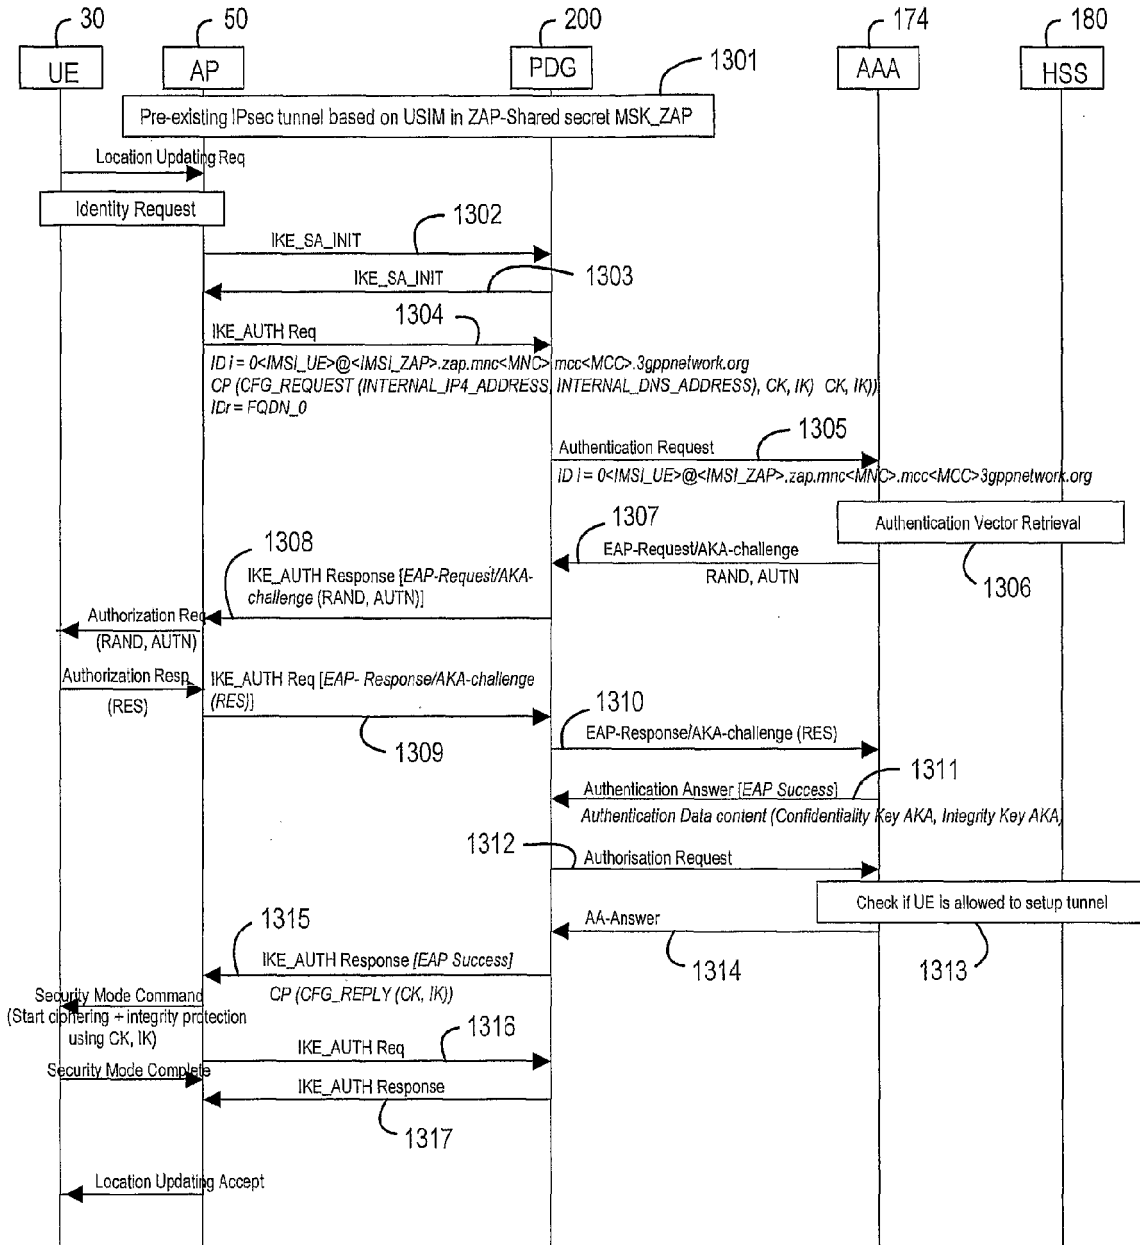 30
50
200
174
180
UE
AP
PDG
AAA
HSS
1301
Pre-existing IPsec tunnel based on USIM in ZAP-Shared secret MSK_ZAP
Location Updating Req
Identity Request
1302
IKE_SA_INIT
IKE_SA_INIT
1303
1304
IKE_AUTH Req
ID i = 0<IMSI_UE>@<IMSI_ZAP>.zap.mnc<MNC>.mcc<MCC>.3gppnetwork.org
CP (CFG_REQUEST (INTERNAL_IP4_ADDRESS, INTERNAL_DNS_ADDRESS), CK, IK) CK, IK))
IDr = FQDN_0
1305
Authentication Request
ID i = 0<IMSI_UE>@<IMSI_ZAP>.zap.mnc<MNC>.mcc<MCC>3gppnetwork.org
Authentication Vector Retrieval
1306
1307
EAP-Request/AKA-challenge
RAND, AUTN
1308
IKE_AUTH Response [EAP-Request/AKA-
challenge (RAND, AUTN)]
Authorization Req
(RAND, AUTN)
Authorization Resp
(RES)
IKE_AUTH Req [EAP- Response/AKA-challenge
(RES)]
1309
1310
EAP-Response/AKA-challenge (RES)
1311
Authentication Answer [EAP Success]
Authentication Data content (Confidentiality Key AKA, Integrity Key AKA)
1312
Authorisation Request
Check if UE is allowed to setup tunnel
1313
AA-Answer
1314
1315
IKE_AUTH Response [EAP Success]
CP (CFG_REPLY (CK, IK))
Security Mode Command
(Start ciphering + integrity protection
using CK, IK)
1316
IKE_AUTH Req
Security Mode Complete
IKE_AUTH Response
1317
Location Updating Accept